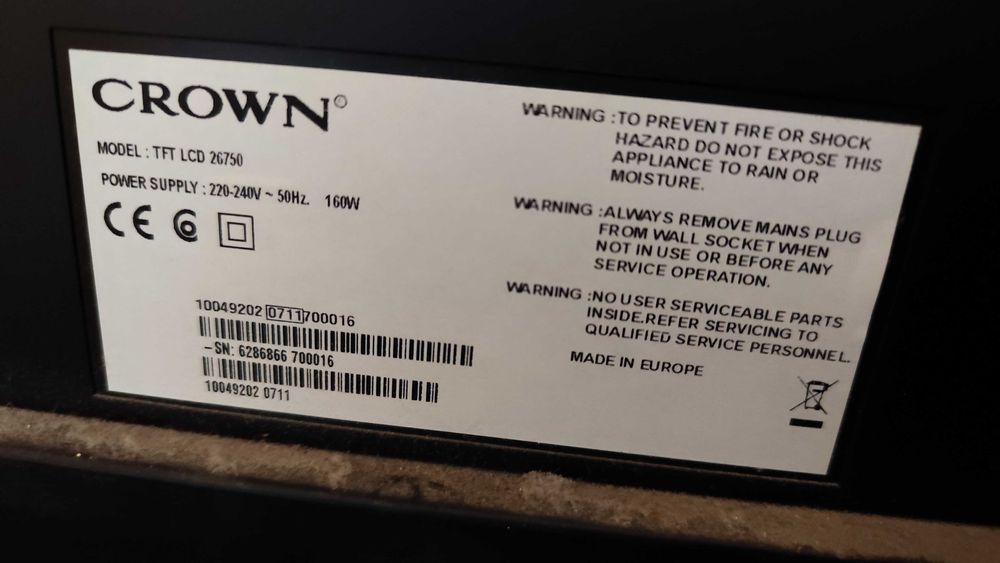 CROWN®
MODEL : TFT LCD 26750
POWER SUPPLY : 220-240V ~ 50Hz. 160W
CE
10049202 0711 700016
-SN: 6286866 700016
10049202 0711
WARNING :TO PREVENT FIRE OR SHOCK
HAZARD DO NOT EXPOSE THIS
APPLIANCE TO RAIN OR
MOISTURE.
WARNING :ALWAYS REMOVE MAINS PLUG
FROM WALL SOCKET WHEN
NOT IN USE OR BEFORE ANY
SERVICE OPERATION.
WARNING :NO USER SERVICEABLE PARTS
INSIDE.REFER SERVICING TO
QUALIFIED SERVICE PERSONNEL.
MADE IN EUROPE